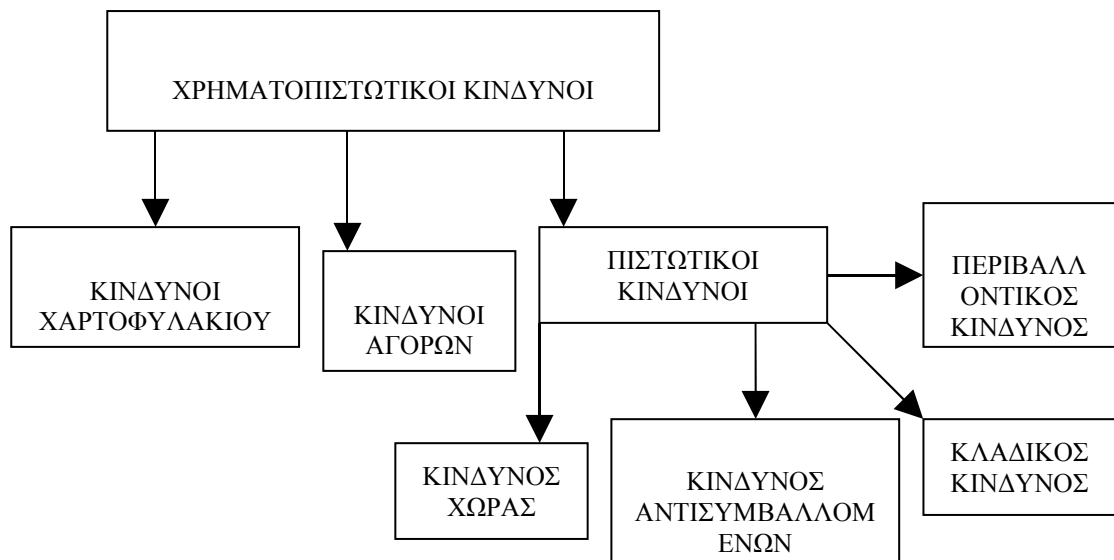 ΧΡΗΜΑΤΟΠΙΣΤΩΤΙΚΟΙ ΚΙΝΔΥΝΟΙ
ΚΙΝΔΥΝΟΙ
ΧΑΡΤΟΦΥΛΑΚΙΟΥ
ΚΙΝΔΥΝΟΙ
ΑΓΟΡΩΝ
ΠΙΣΤΩΤΙΚΟΙ
ΚΙΝΔΥΝΟΙ
ΠΕΡΙΒΑΛΛ
ΟΝΤΙΚΟΣ
ΚΙΝΔΥΝΟΣ
ΚΙΝΔΥΝΟΣ
ΧΩΡΑΣ
ΚΙΝΔΥΝΟΣ
ΑΝΤΙΣΥΜΒΑΛΛΟΜ
ΕΝΩΝ
ΚΛΑΔΙΚΟΣ
ΚΙΝΔΥΝΟΣ